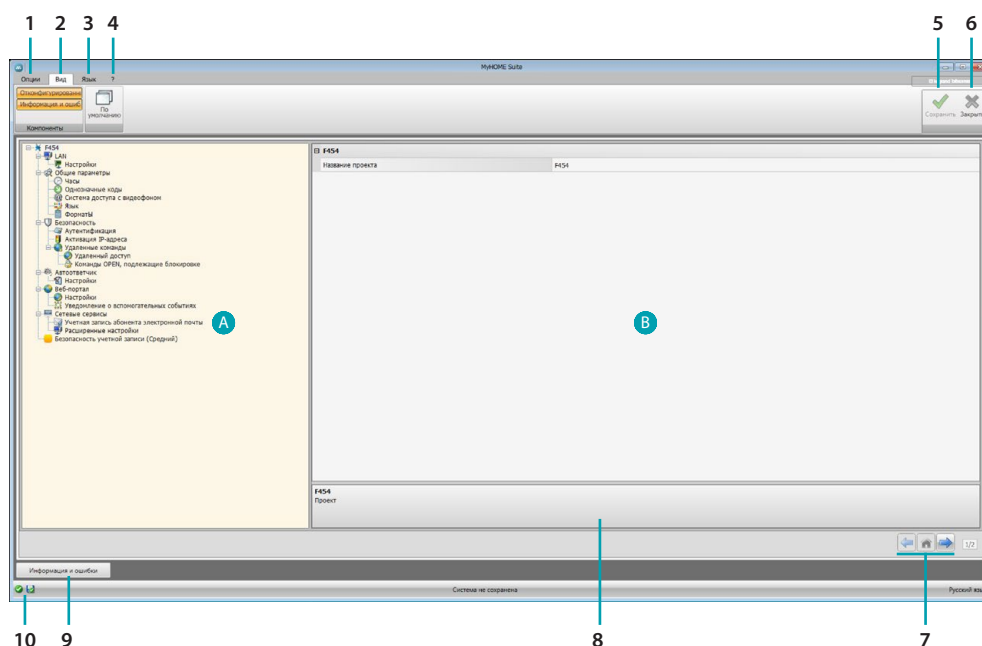 1 2 3 4 5 6
MyHOME Suite
Опции Вид Язык ?
Отконфигурирование
Информация и ошиб
По умолчанию
Компоненты
Сохранить Закрыть
F454
LAN
Настройки
Общие параметры
Часы
Однозначные коды
Система доступа с видеофоном
Язык
Форматы
Безопасность
Аутентификация
Активация IP-адреса
Удаленные команды
Удаленный доступ
Команды OPEN, подлежащие блокировке
Автоответчик
Настройки
Веб-портал
Настройки
Уведомление о вспомогательных событиях
Сетевые сервисы
Учетная запись абонента электронной почты
Расширенные настройки
Безопасность учетной записи (Средний)
A
F454
Название проекта F454
B
F454
Проект
1/2
Информация и ошибки
Система не сохранена
Русский язы
10 9 8 7